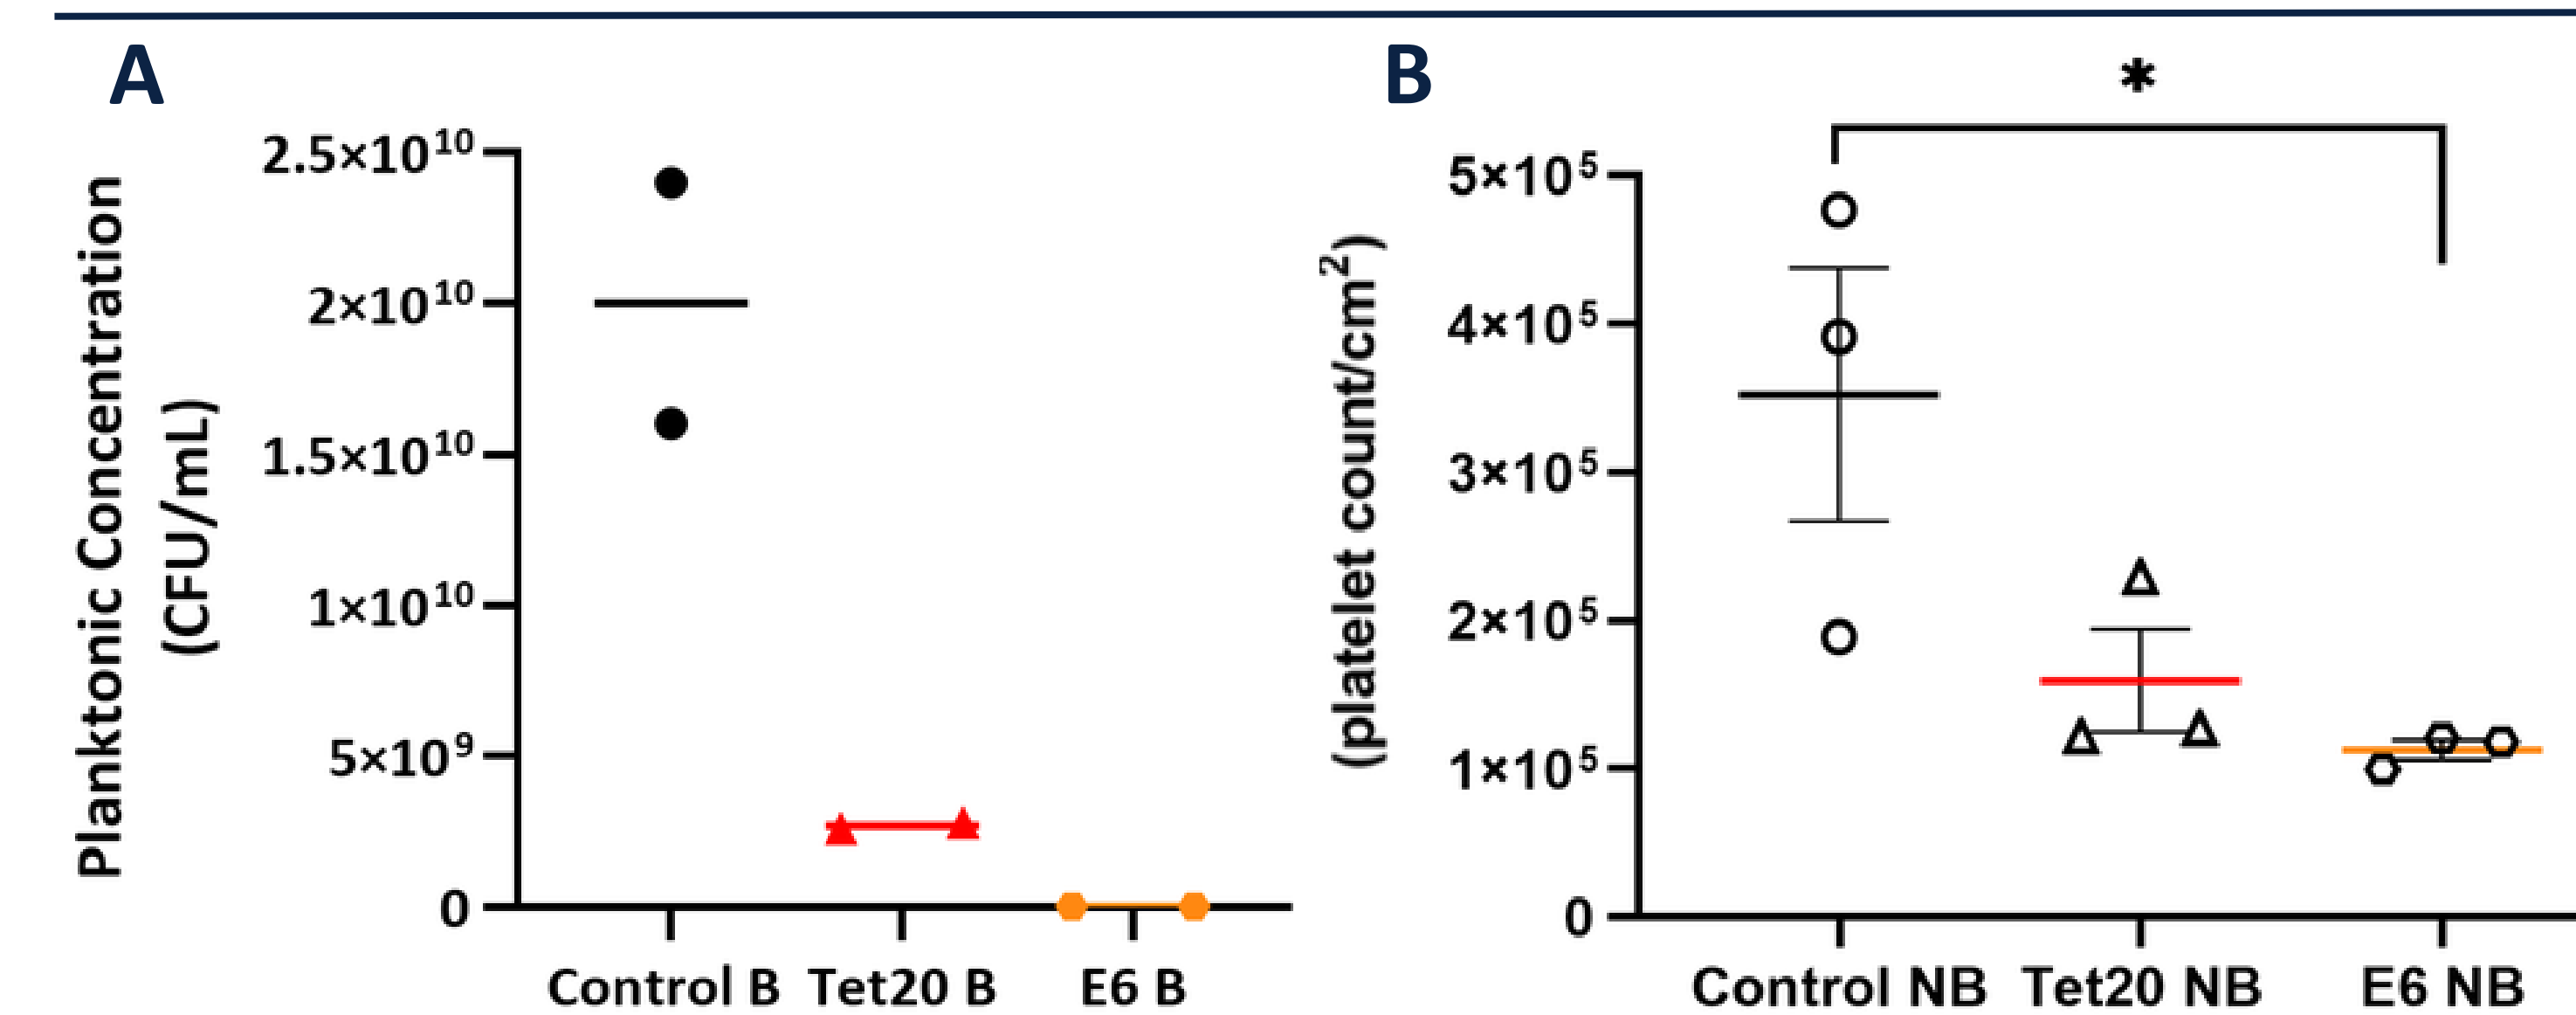 A
Planktonic Concentration
(CFU/mL)
2.5×10¹⁰
2×10¹⁰
1.5×10¹⁰
1×10¹⁰
5×10⁹
0
Control B
Tet20 B
E6 B
B
*
(platelet count/cm²)
5×10⁵
4×10⁵
3×10⁵
2×10⁵
1×10⁵
0
Control NB
Tet20 NB
E6 NB